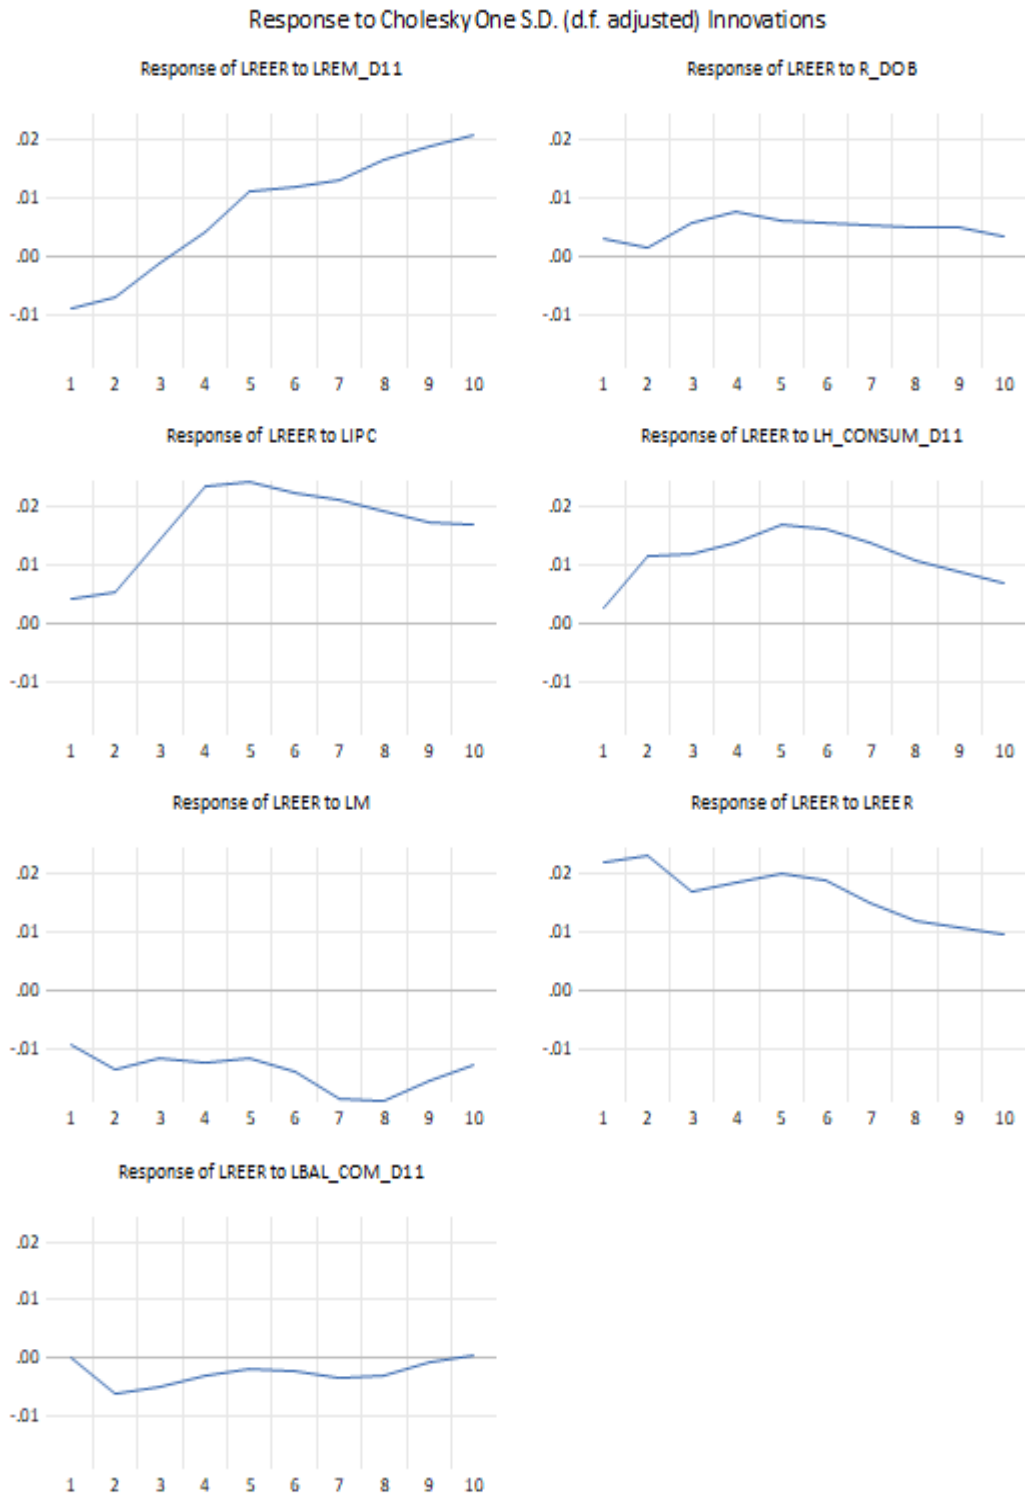 Response to Cholesky One S.D. (d.f. adjusted) Innovations
Response of LREER to LREM_D11
.02
.01
.00
-.01
1 2 3 4 5 6 7 8 9 10
Response of LREER to R_DOB
.02
.01
.00
-.01
1 2 3 4 5 6 7 8 9 10
Response of LREER to LIPC
.02
.01
.00
-.01
1 2 3 4 5 6 7 8 9 10
Response of LREER to LH_CONSUM_D11
.02
.01
.00
-.01
1 2 3 4 5 6 7 8 9 10
Response of LREER to LM
.02
.01
.00
-.01
1 2 3 4 5 6 7 8 9 10
Response of LREER to LREER
.02
.01
.00
-.01
1 2 3 4 5 6 7 8 9 10
Response of LREER to LBAL_COM_D11
.02
.01
.00
-.01
1 2 3 4 5 6 7 8 9 10